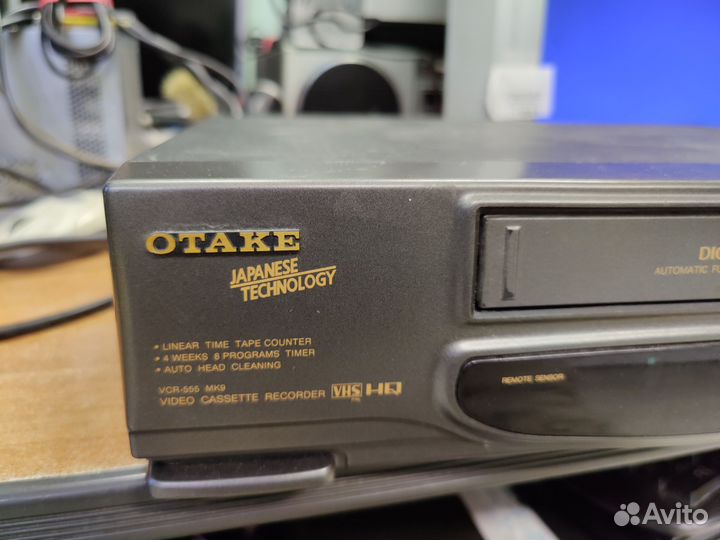 OTAKE
JAPANESE
TECHNOLOGY
• LINEAR TIME TAPE COUNTER
• 4 WEEKS 8 PROGRAMS TIMER
• AUTO HEAD CLEANING
VCR-555 MK9
VIDEO CASSETTE RECORDER VHS PAL HQ
AUTOMATIC
REMOTE SENSOR
Avito